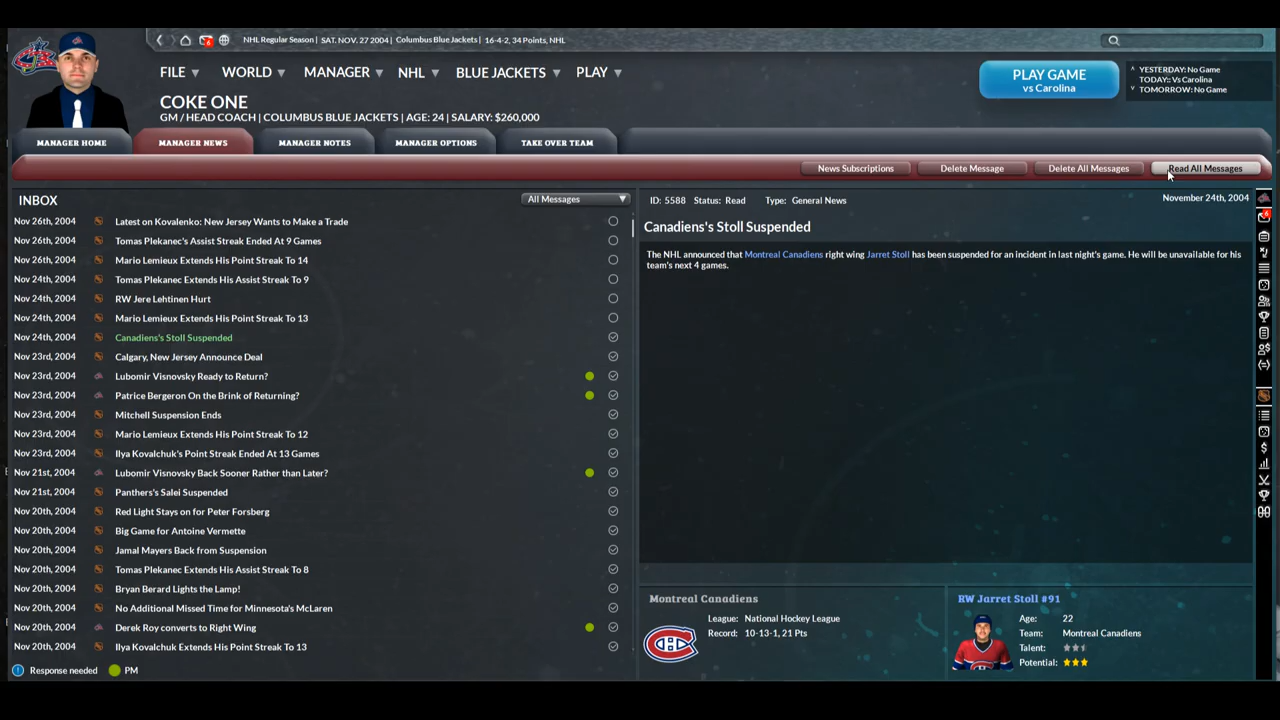 6
NHL Regular Season | SAT. NOV. 27 2004 | Columbus Blue Jackets | 16-4-2, 34 Points, NHL
FILE WORLD MANAGER NHL BLUE JACKETS PLAY
PLAY GAME
vs Carolina
YESTERDAY: No Game
TODAY:: Vs Carolina
TOMORROW: No Game
COKE ONE
GM / HEAD COACH | COLUMBUS BLUE JACKETS | AGE: 24 | SALARY: $260,000
MANAGER HOME MANAGER NEWS MANAGER NOTES MANAGER OPTIONS TAKE OVER TEAM
News Subscriptions Delete Message Delete All Messages Read All Messages
INBOX All Messages
Nov 26th, 2004 Latest on Kovalenko: New Jersey Wants to Make a Trade
Nov 26th, 2004 Tomas Plekanec's Assist Streak Ended At 9 Games
Nov 26th, 2004 Mario Lemieux Extends His Point Streak To 14
Nov 24th, 2004 Tomas Plekanec Extends His Assist Streak To 9
Nov 24th, 2004 RW Jere Lehtinen Hurt
Nov 24th, 2004 Mario Lemieux Extends His Point Streak To 13
Nov 24th, 2004 Canadiens's Stoll Suspended
Nov 23rd, 2004 Calgary, New Jersey Announce Deal
Nov 23rd, 2004 Lubomir Visnovsky Ready to Return?
Nov 23rd, 2004 Patrice Bergeron On the Brink of Returning?
Nov 23rd, 2004 Mitchell Suspension Ends
Nov 23rd, 2004 Mario Lemieux Extends His Point Streak To 12
Nov 23rd, 2004 Ilya Kovalchuk's Point Streak Ended At 13 Games
Nov 21st, 2004 Lubomir Visnovsky Back Sooner Rather than Later?
Nov 21st, 2004 Panthers's Salei Suspended
Nov 20th, 2004 Red Light Stays on for Peter Forsberg
Nov 20th, 2004 Big Game for Antoine Vermette
Nov 20th, 2004 Jamal Mayers Back from Suspension
Nov 20th, 2004 Tomas Plekanec Extends His Assist Streak To 8
Nov 20th, 2004 Bryan Berard Lights the Lamp!
Nov 20th, 2004 No Additional Missed Time for Minnesota's McLaren
Nov 20th, 2004 Derek Roy converts to Right Wing
Nov 20th, 2004 Ilya Kovalchuk Extends His Point Streak To 13
Response needed PM
ID: 5588 Status: Read Type: General News November 24th, 2004
Canadiens's Stoll Suspended
The NHL announced that Montreal Canadiens right wing Jarret Stoll has been suspended for an incident in last night's game. He will be unavailable for his
team's next 4 games.
Montreal Canadiens
League: National Hockey League
Record: 10-13-1, 21 Pts
RW Jarret Stoll #91
Age: 22
Team: Montreal Canadiens
Talent:
Potential:
6